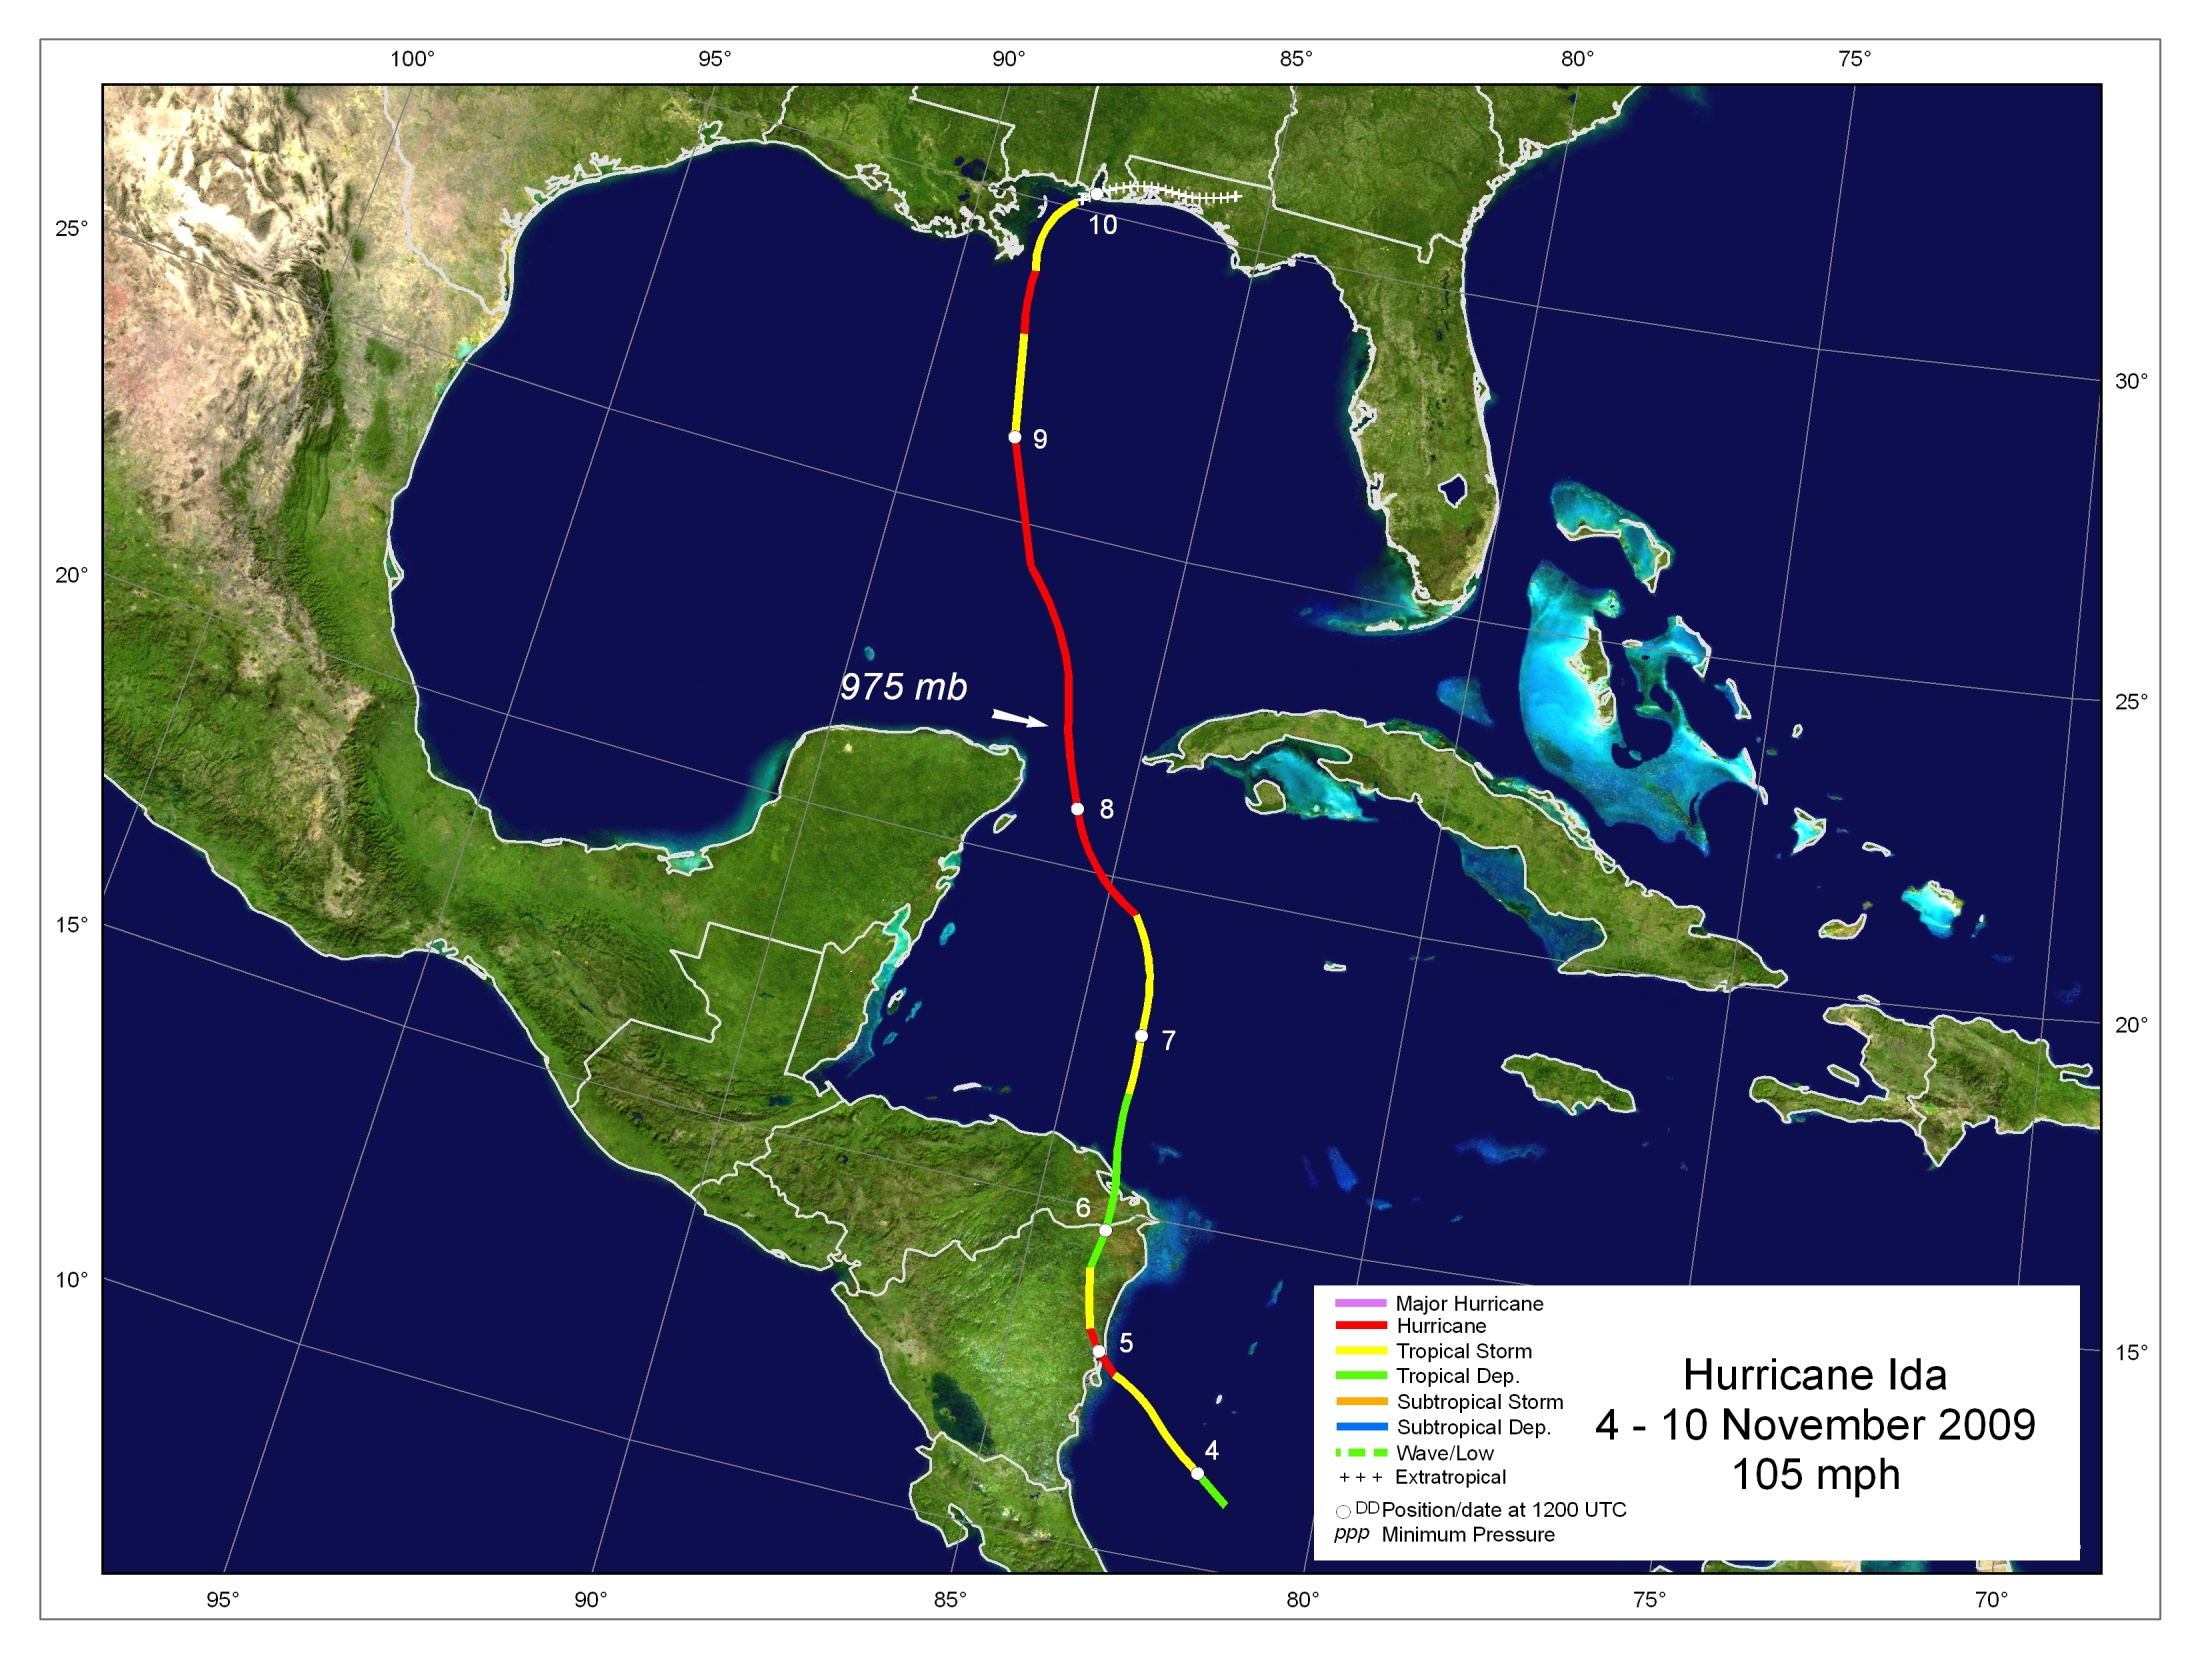 100° 95° 90° 85° 80° 75°
25°
20°
15°
10°
30°
25°
20°
15°
10
9
975 mb
8
7
6
5
4
Major Hurricane
Hurricane
Tropical Storm
Tropical Dep.
Subtropical Storm
Subtropical Dep.
Wave/Low
+ + + Extratropical
DD Position/date at 1200 UTC
ppp Minimum Pressure
Hurricane Ida
4 - 10 November 2009
105 mph
95° 90° 85° 80° 75° 70°